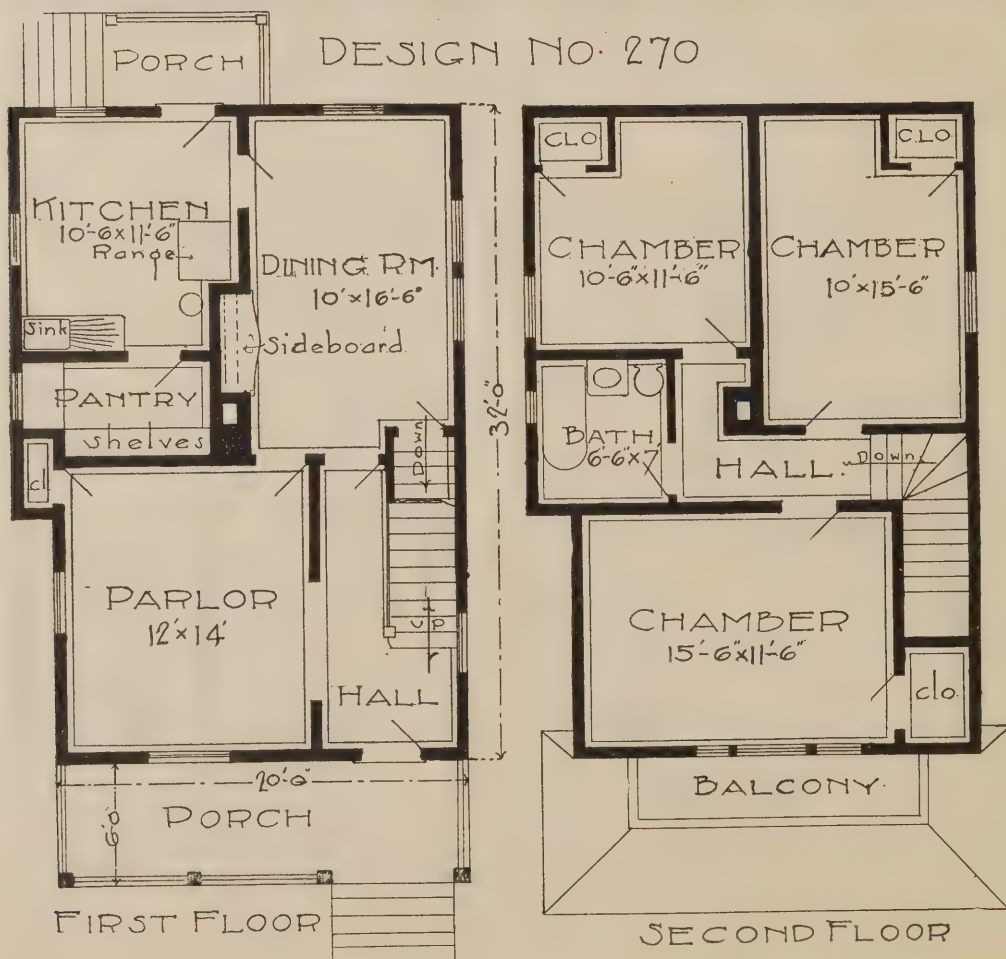 DESIGN NO. 270
PORCH
KITCHEN
10'-6x11'-6"
Range
Sink
DINING RM.
10'x16'-6"
Sideboard
PANTRY
shelves
cl
DOWN
32'-0"
PARLOR
12'x14'
UP
HALL
20'-0"
6'-0"
PORCH
FIRST FLOOR
CLO
CLO
CHAMBER
10'-6"x11'-6"
CHAMBER
10'x15'-6"
BATH
6'-6"x7'
HALL.
DOWN
CHAMBER
15'-6"x11'-6"
clo.
BALCONY.
SECOND FLOOR